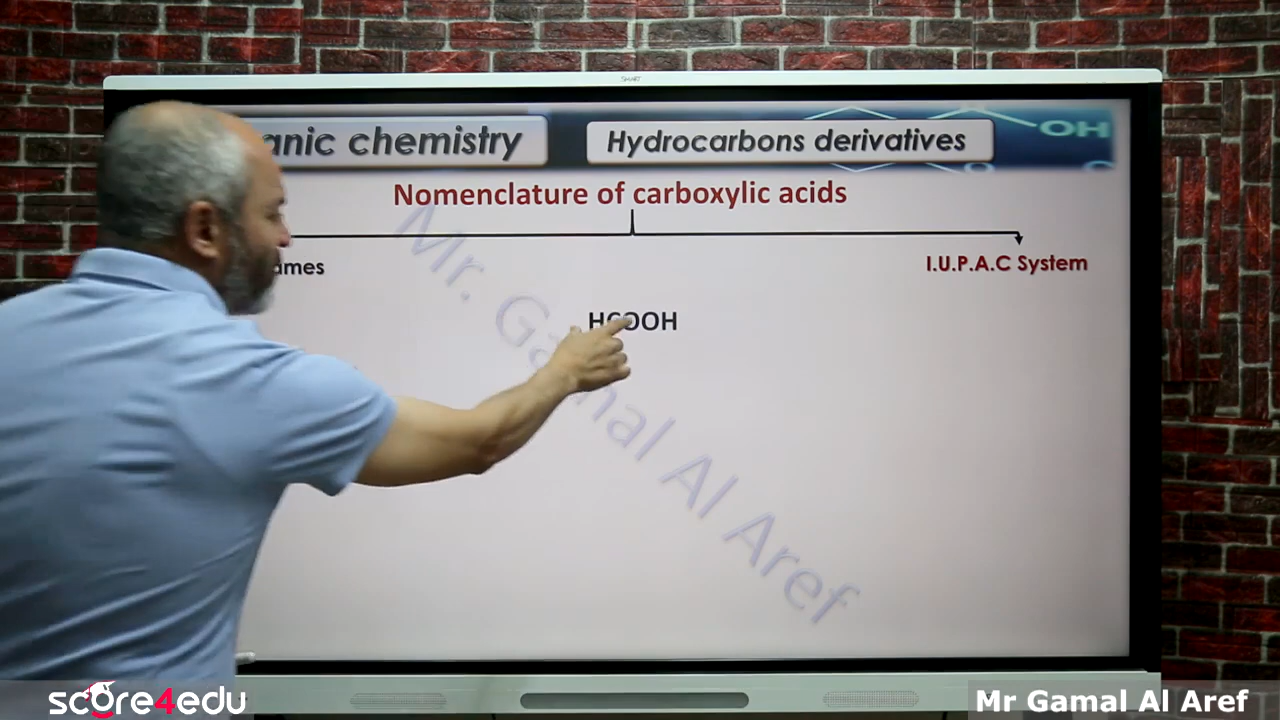 SMART
anic chemistry
Hydrocarbons derivatives
OH
O
O
Nomenclature of carboxylic acids
ames
I.U.P.A.C System
HCOOH
Mr. Gamal Al Aref
score4edu
Mr Gamal Al Aref